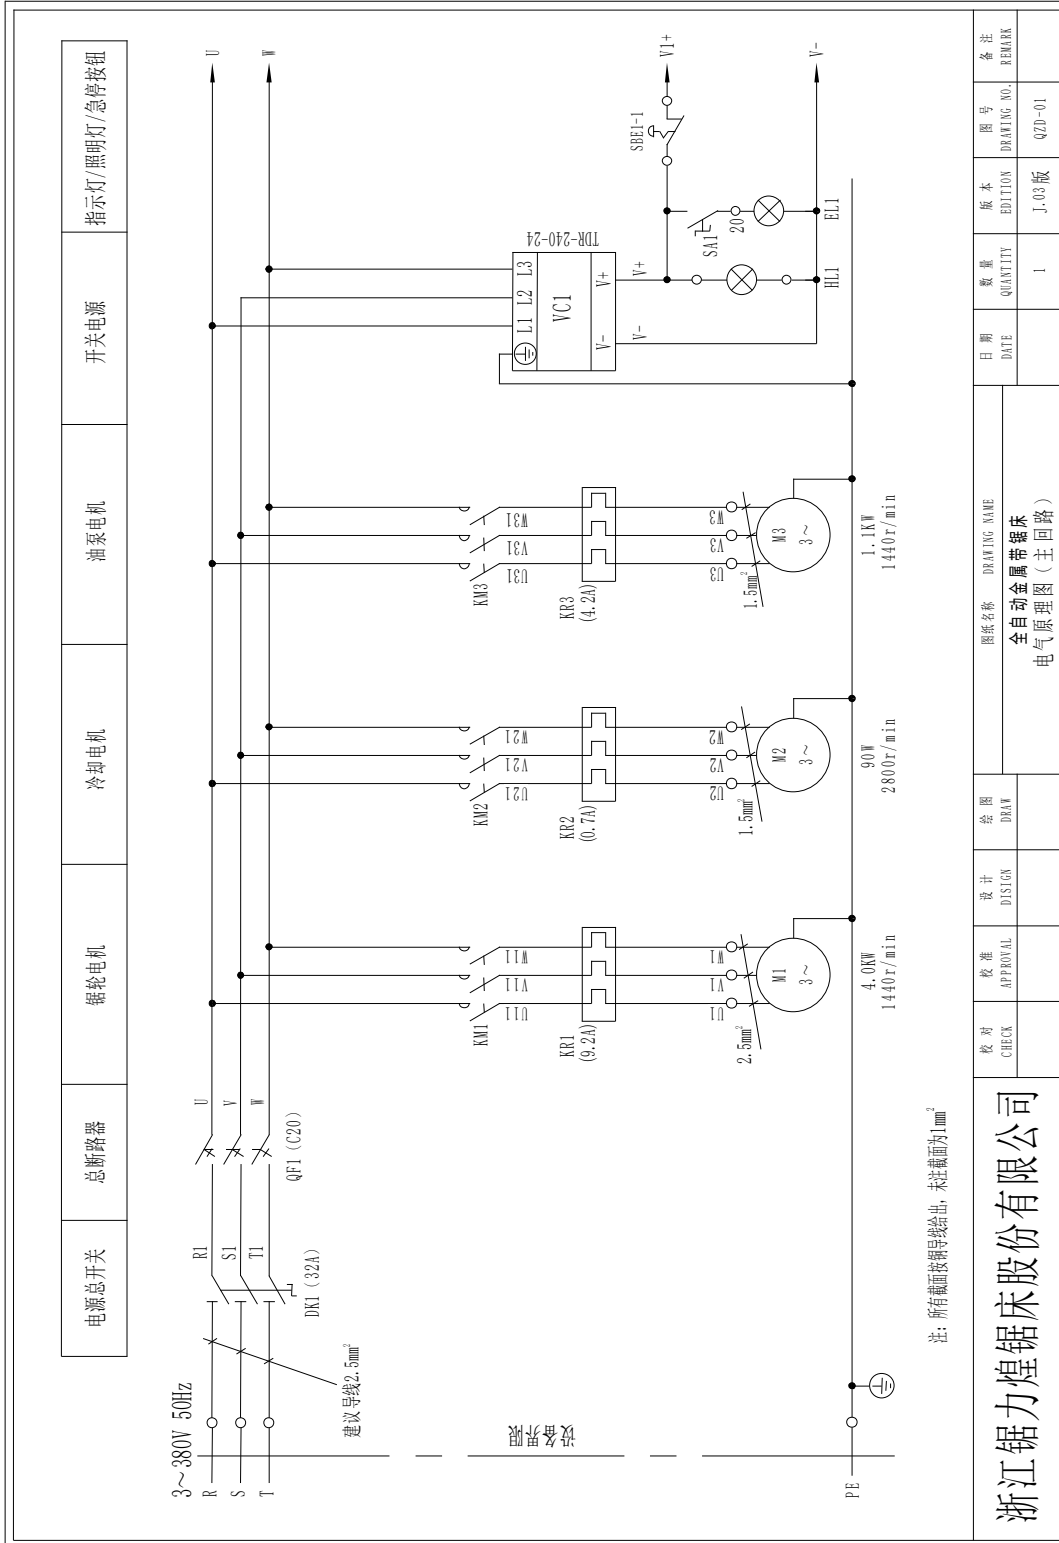 电源总开关
总断路器
锯轮电机
冷却电机
油泵电机
开关电源
指示灯/照明灯/急停按钮
3～380V 50Hz
R
S
T
建议导线2.5mm²
R1
S1
T1
DK1（32A）
QF1（C20）
U
V
W
U
W
KM1
U11
V11
W11
KR1
(9.2A)
U1
V1
W1
2.5mm²
M1
3～
4.0KW
1440r/min
KM2
U21
V21
W21
KR2
(0.7A)
U2
V2
W2
1.5mm²
M2
3～
90W
2800r/min
KM3
U31
V31
W31
KR3
(4.2A)
U3
V3
W3
1.5mm²
M3
3～
1.1KW
1440r/min
L1
L2
L3
VC1
V-
V+
TDR-240-24
V-
V+
SBE1-1
V1+
SA1
20
HL1
EL1
V-
设备界限
PE
注：所有截面按铜导线给出，未注截面为1mm²
浙江锯力煌锯床股份有限公司
校 对
CHECK
校 准
APPROVAL
设 计
DISIGN
绘 图
DRAW
图纸名称 DRAWING NAME
全自动金属带锯床
电气原理图（主回路）
日 期
DATE
数 量
QUANTITY
1
版 本
EDITION
J.03版
图 号
DRAWING NO.
QZD-01
备 注
REMARK